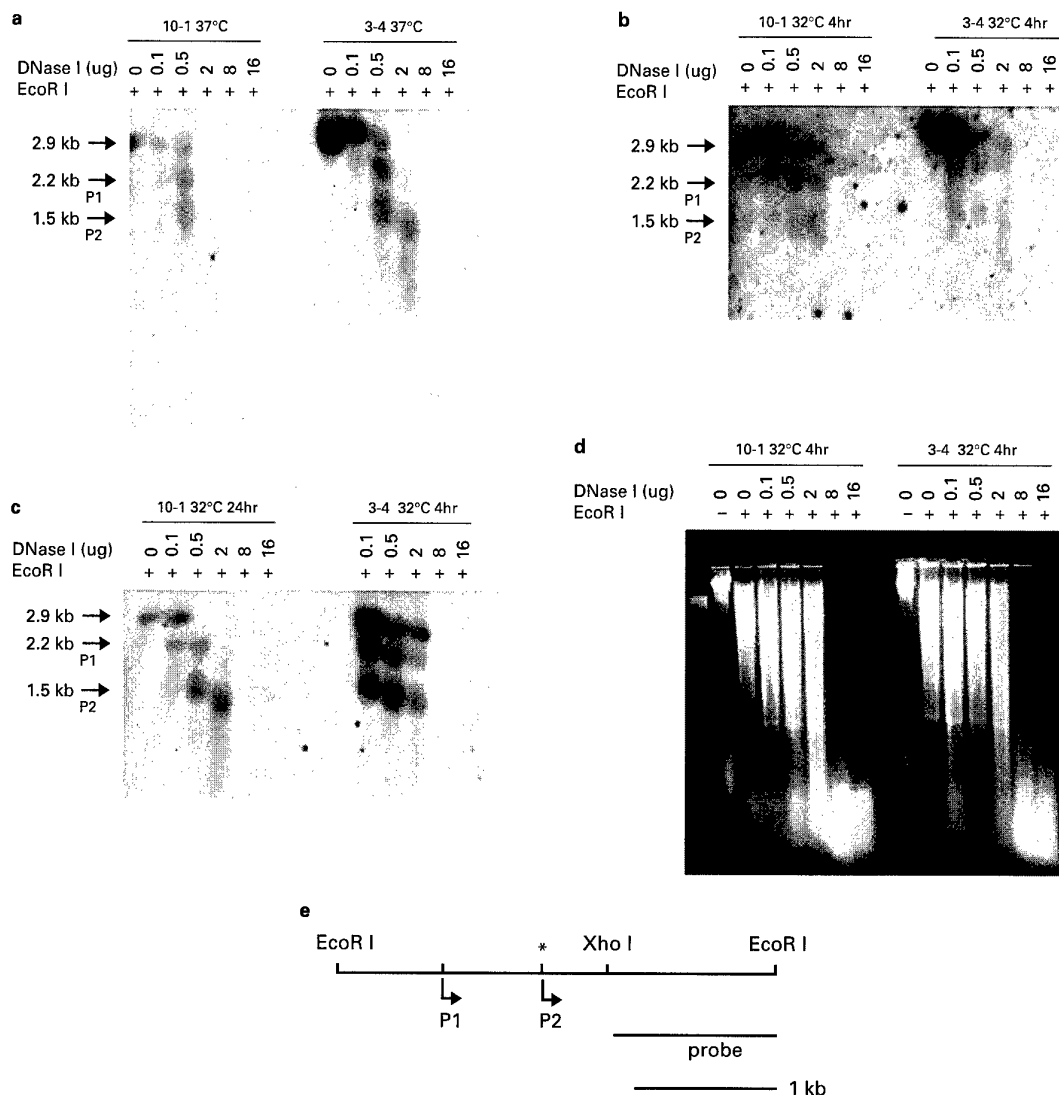 a
10-1 37°C 3-4 37°C
DNase I (ug) 0 0.1 0.5 2 8 16 0 0.1 0.5 2 8 16
EcoR I + + + + + + + + + + + +
2.9 kb
2.2 kb
P1
1.5 kb
P2
b
10-1 32°C 4hr 3-4 32°C 4hr
DNase I (ug) 0 0.1 0.5 2 8 16 0 0.1 0.5 2 8 16
EcoR I + + + + + + + + + + +
2.9 kb
2.2 kb
P1
1.5 kb
P2
c
10-1 32°C 24hr 3-4 32°C 4hr
DNase I (ug) 0 0.1 0.5 2 8 16 0.1 0.5 2 8 16
EcoR I + + + + + + + + + + +
2.9 kb
2.2 kb
P1
1.5 kb
P2
d
10-1 32°C 4hr 3-4 32°C 4hr
DNase I (ug) 0 0 0.1 0.5 2 8 16 0 0 0.1 0.5 2 8 16
EcoR I - + + + + + + - + + + + + +
e
EcoR I * Xho I EcoR I
P1 P2
probe
1 kb